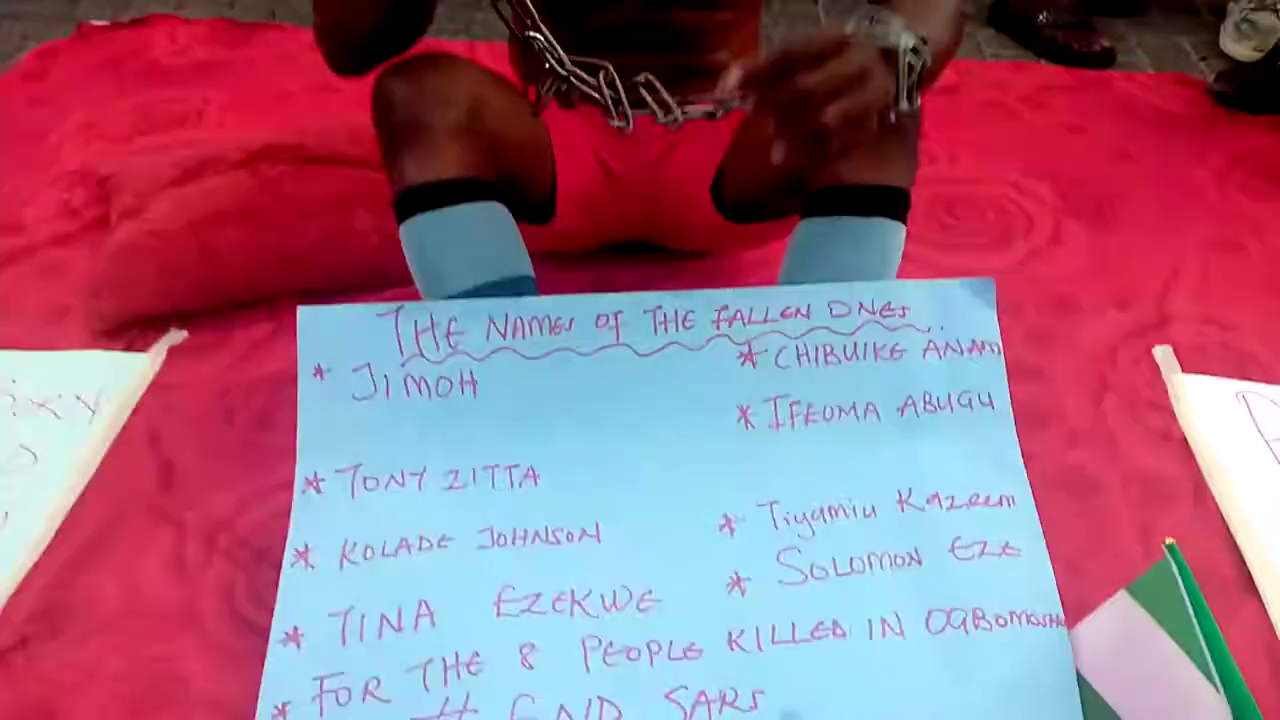 THE NAMES OF THE FALLEN ONES
* JIMOH
* CHIBUIKE ANAMS
* IFEOMA ABUGU
* TONY ZITTA
* Tiyamiu Kazeem
* KOLADE JOHNSON
* SOLOMON EZE
* TINA EZEKWE
* FOR THE 8 PEOPLE KILLED IN OGBOMOSHO
# END SARS